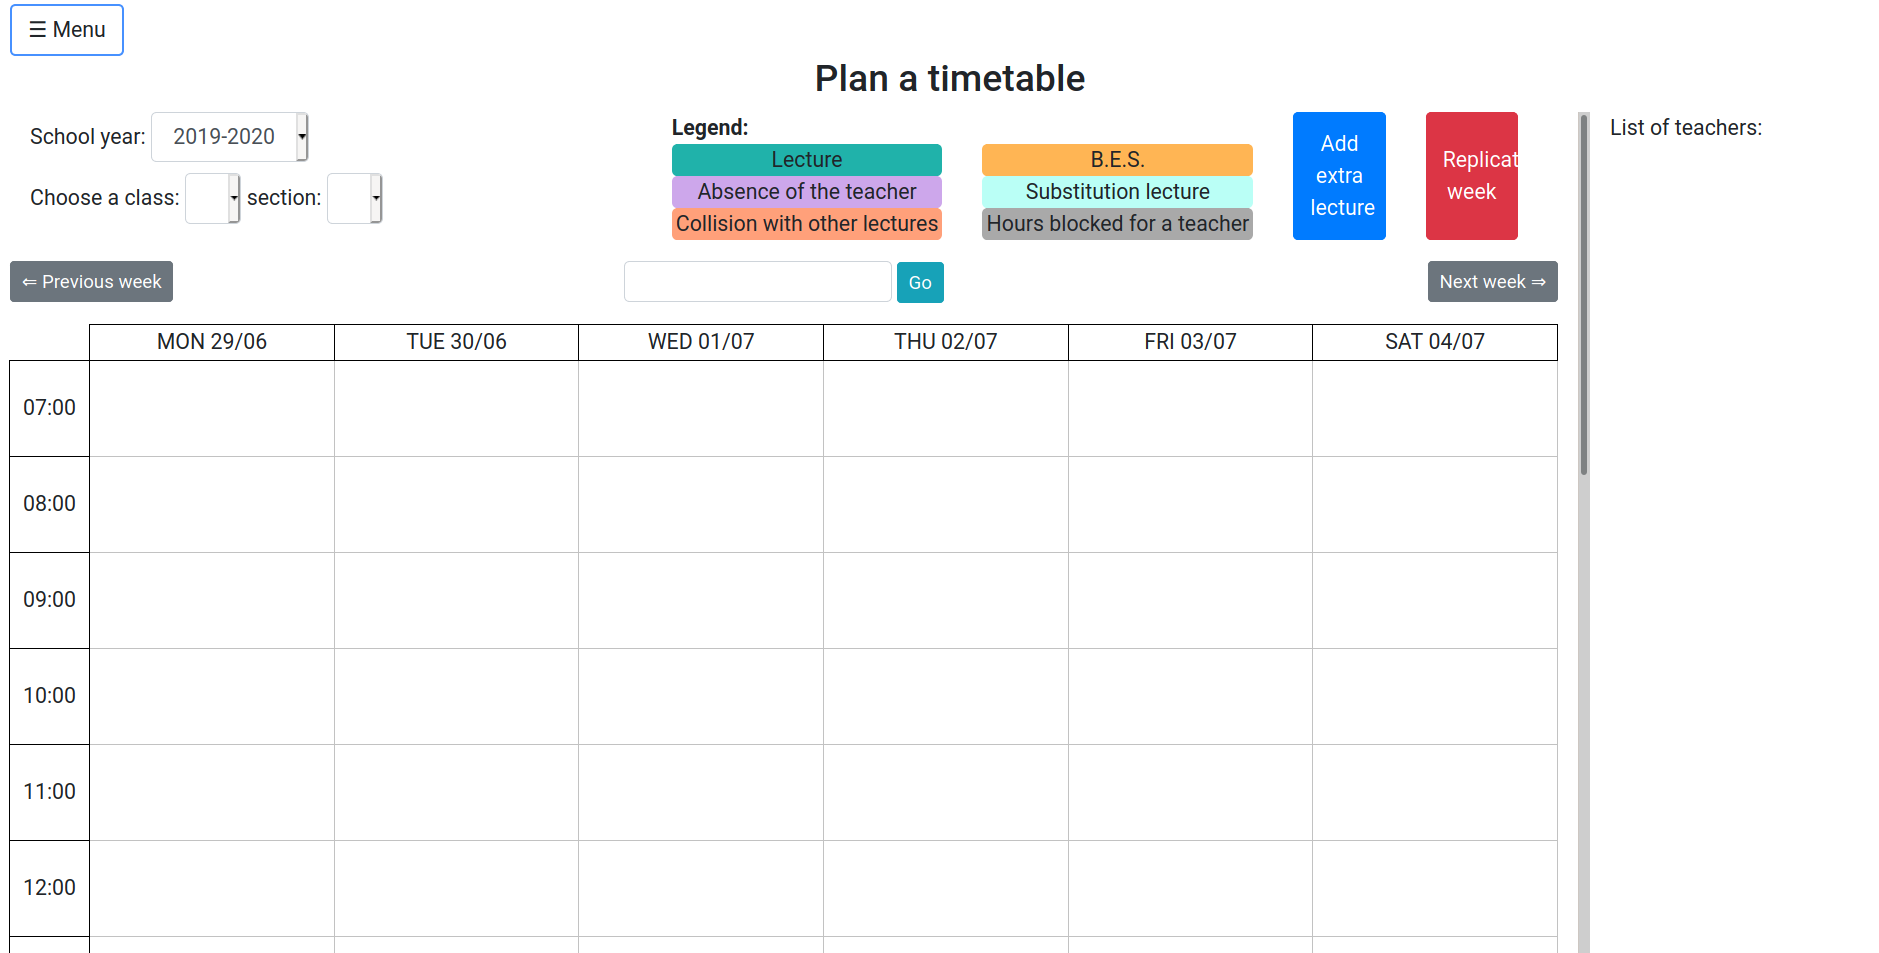 ☰ Menu
Plan a timetable
School year: 2019-2020
Choose a class: section:
Legend:
Lecture
Absence of the teacher
Collision with other lectures
B.E.S.
Substitution lecture
Hours blocked for a teacher
Add
extra
lecture
Replicat
week
List of teachers:
⇐ Previous week
Go
Next week ⇒
MON 29/06 TUE 30/06 WED 01/07 THU 02/07 FRI 03/07 SAT 04/07
07:00
08:00
09:00
10:00
11:00
12:00